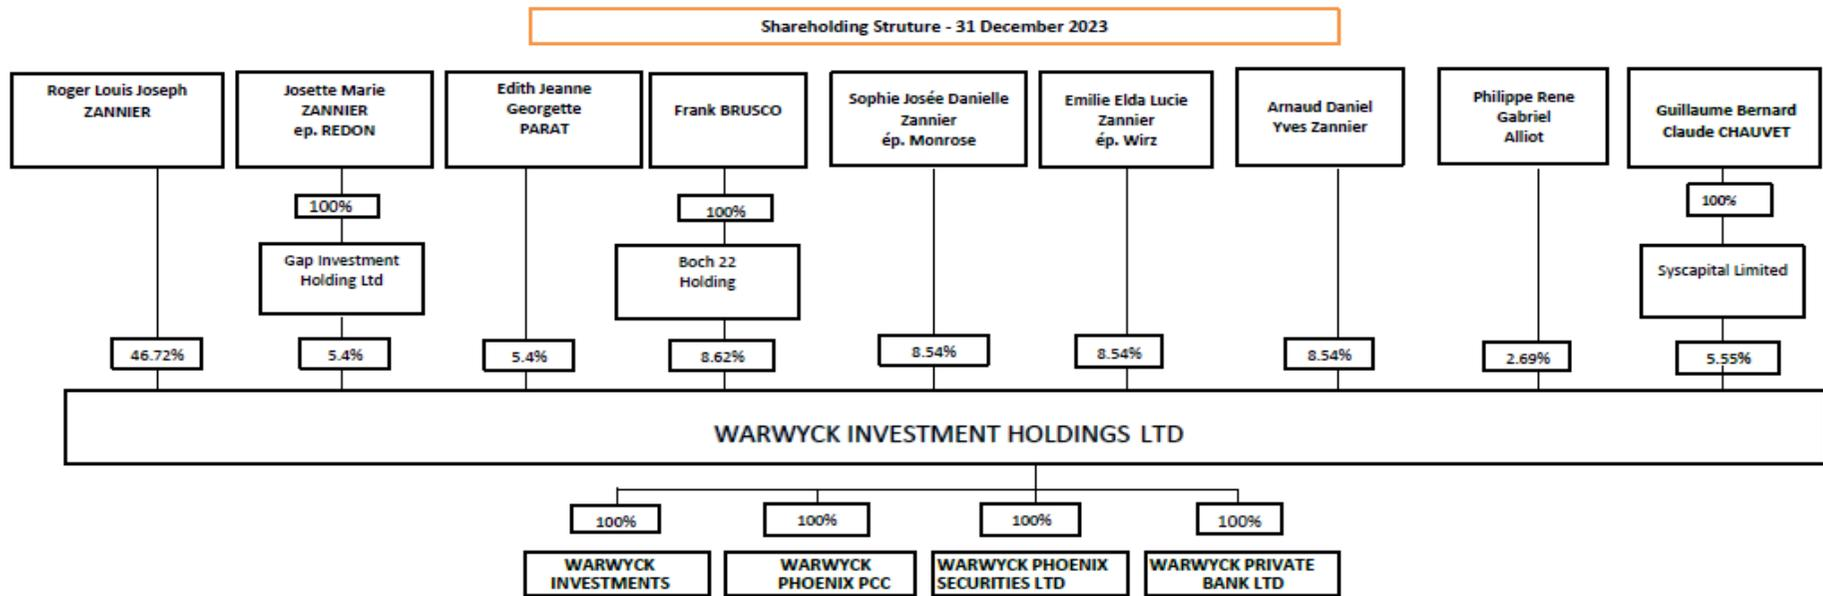 Shareholding Struture - 31 December 2023
Roger Louis Joseph
ZANNIER
Josette Marie
ZANNIER
ep. REDON
Edith Jeanne
Georgette
PARAT
Frank BRUSCO
Sophie Josée Danielle
Zannier
ép. Monrose
Emilie Elda Lucie
Zannier
ép. Wirz
Arnaud Daniel
Yves Zannier
Philippe Rene
Gabriel
Alliot
Guillaume Bernard
Claude CHAUVET
100%
100%
100%
Gap Investment
Holding Ltd
Boch 22
Holding
Syscapital Limited
46.72%
5.4%
5.4%
8.62%
8.54%
8.54%
8.54%
2.69%
5.55%
WARWYCK INVESTMENT HOLDINGS LTD
100%
100%
100%
100%
WARWYCK
INVESTMENTS
WARWYCK
PHOENIX PCC
WARWYCK PHOENIX
SECURITIES LTD
WARWYCK PRIVATE
BANK LTD